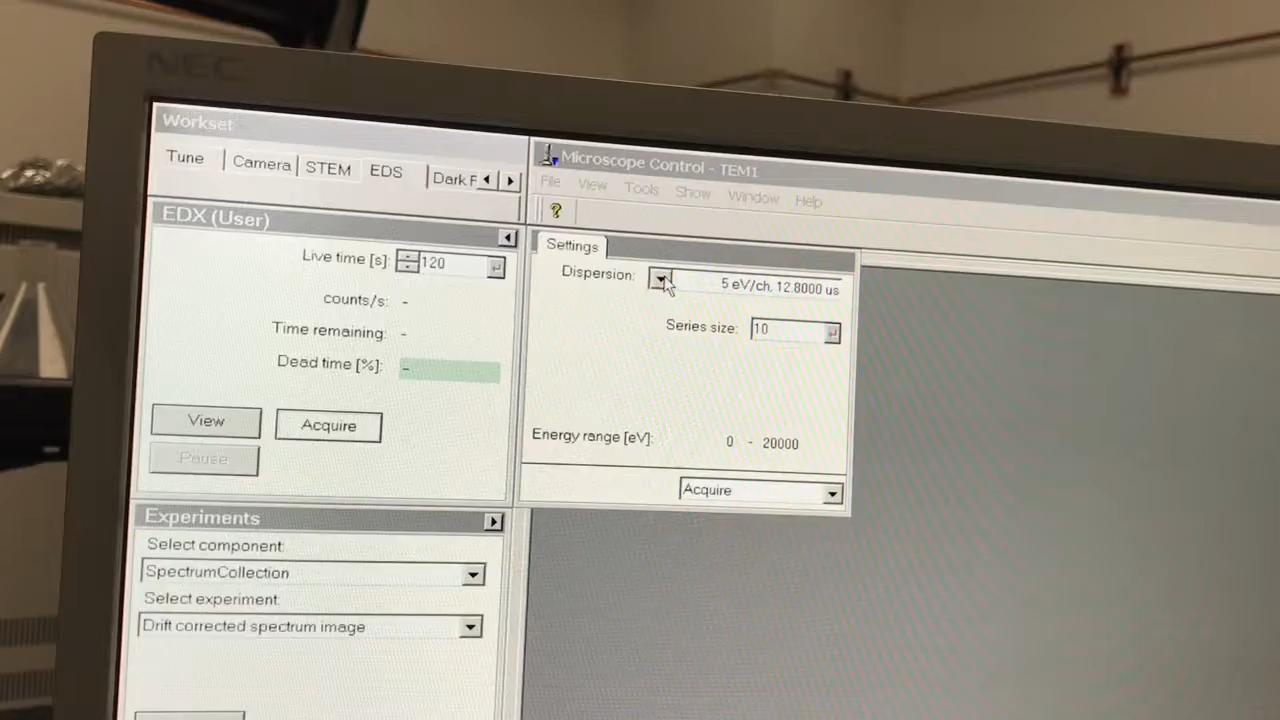 NEC
Workset
Tune Camera STEM EDS Dark F
EDX (User)
Live time [s]: 120
counts/s: -
Time remaining: -
Dead time [%]: -
View Acquire
Pause
Experiments
Select component:
SpectrumCollection
Select experiment:
Drift corrected spectrum image
Microscope Control - TEM1
File View Tools Show Window Help
?
Settings
Dispersion: 5 eV/ch, 12.8000 us
Series size: 10
Energy range [eV]: 0 - 20000
Acquire